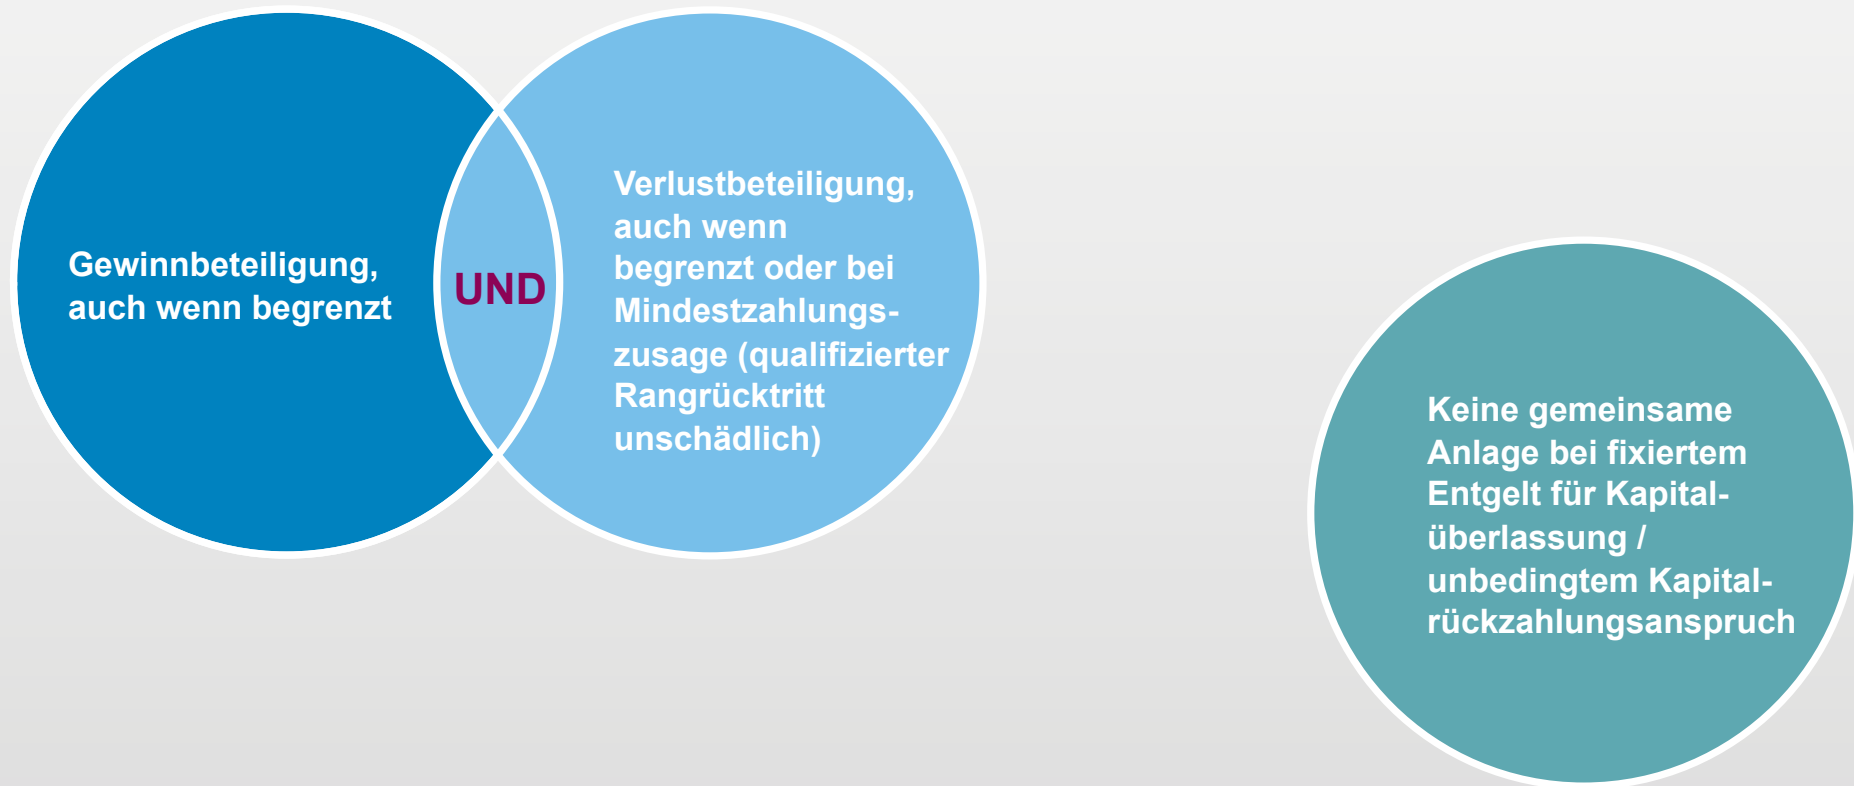 Gewinnbeteiligung,
auch wenn begrenzt
UND
Verlustbeteiligung,
auch wenn
begrenzt oder bei
Mindestzahlungs-
zusage (qualifizierter
Rangrücktritt
unschädlich)
Keine gemeinsame
Anlage bei fixiertem
Entgelt für Kapital-
überlassung /
unbedingtem Kapital-
rückzahlungsanspruch